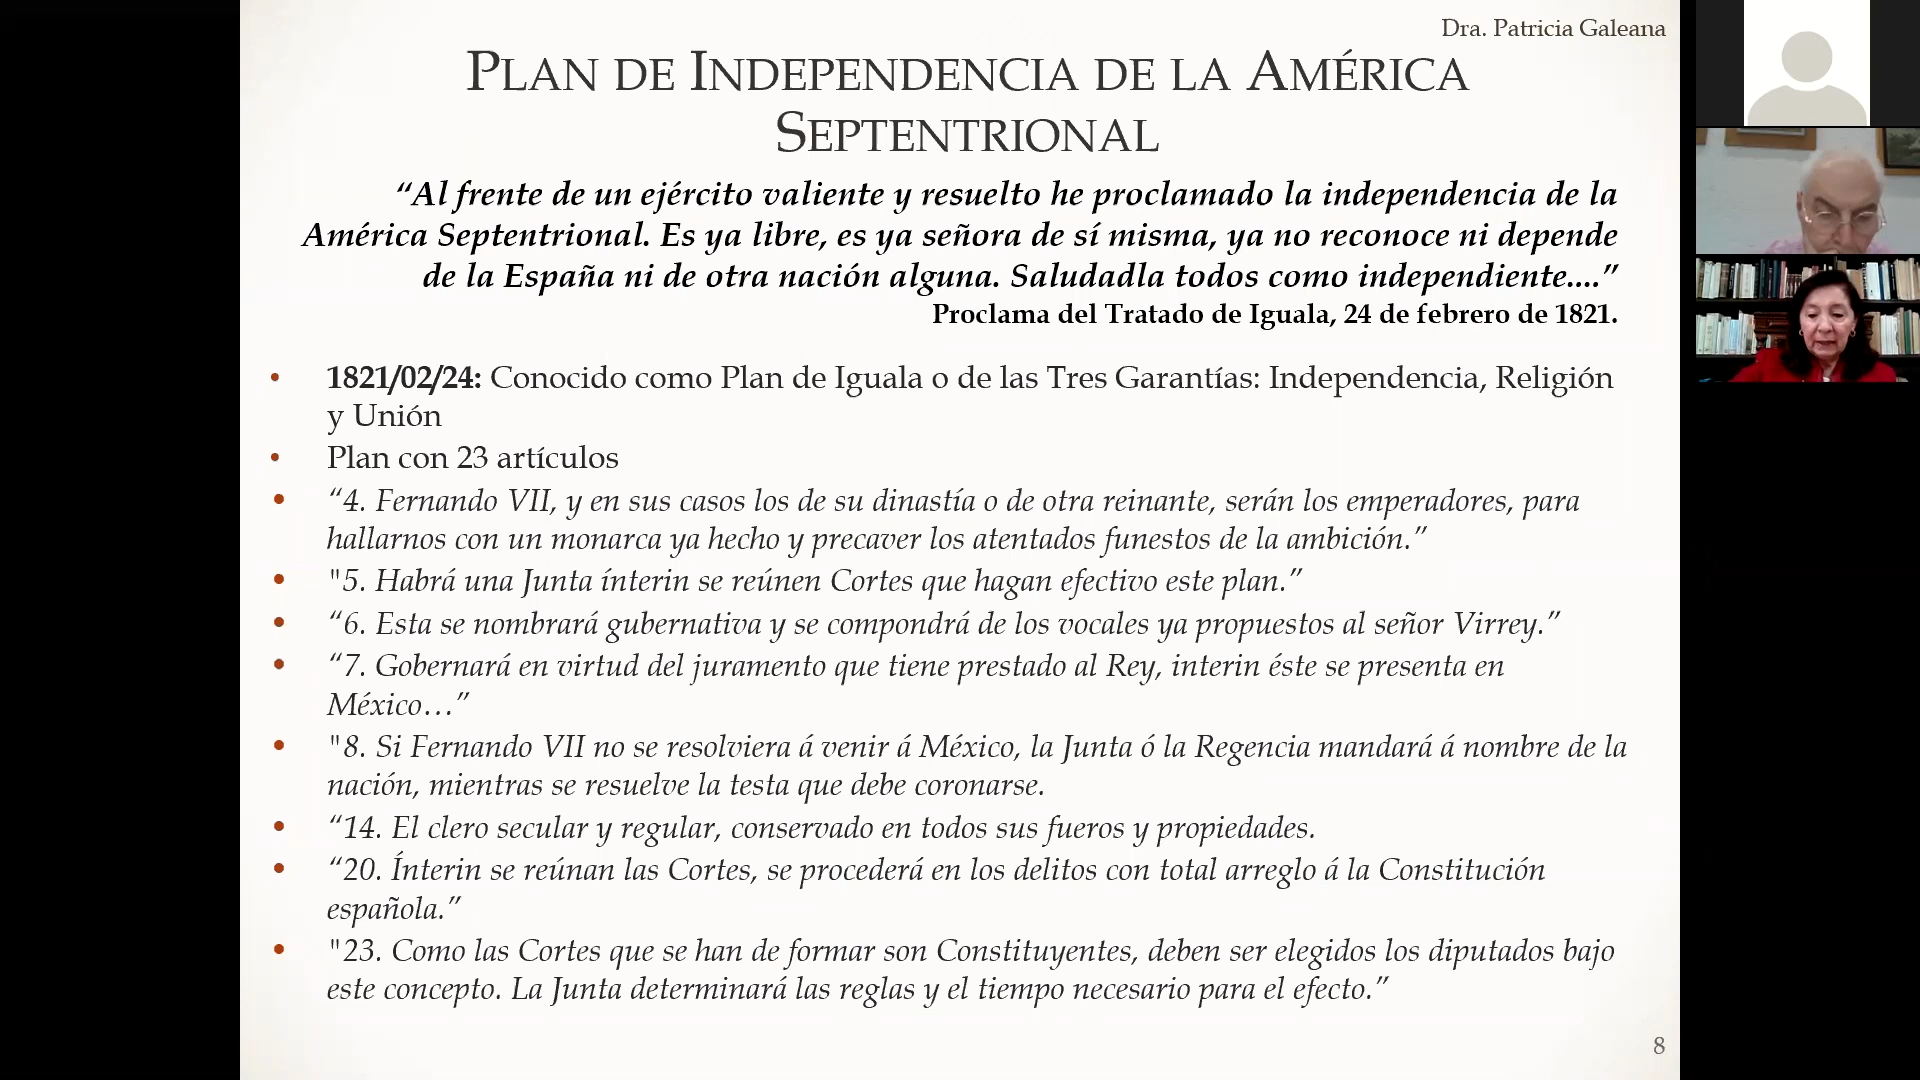 Dra. Patricia Galeana
PLAN DE INDEPENDENCIA DE LA AMÉRICA
SEPTENTRIONAL
“Al frente de un ejército valiente y resuelto he proclamado la independencia de la
América Septentrional. Es ya libre, es ya señora de sí misma, ya no reconoce ni depende
de la España ni de otra nación alguna. Saludadla todos como independiente....”
Proclama del Tratado de Iguala, 24 de febrero de 1821.
• 1821/02/24: Conocido como Plan de Iguala o de las Tres Garantías: Independencia, Religión
y Unión
• Plan con 23 artículos
• “4. Fernando VII, y en sus casos los de su dinastía o de otra reinante, serán los emperadores, para
hallarnos con un monarca ya hecho y precaver los atentados funestos de la ambición.”
• "5. Habrá una Junta ínterin se reúnen Cortes que hagan efectivo este plan.”
• “6. Esta se nombrará gubernativa y se compondrá de los vocales ya propuestos al señor Virrey.”
• “7. Gobernará en virtud del juramento que tiene prestado al Rey, interin éste se presenta en
México…”
• "8. Si Fernando VII no se resolviera á venir á México, la Junta ó la Regencia mandará á nombre de la
nación, mientras se resuelve la testa que debe coronarse.
• “14. El clero secular y regular, conservado en todos sus fueros y propiedades.
• “20. Ínterin se reúnan las Cortes, se procederá en los delitos con total arreglo á la Constitución
española.”
• "23. Como las Cortes que se han de formar son Constituyentes, deben ser elegidos los diputados bajo
este concepto. La Junta determinará las reglas y el tiempo necesario para el efecto.”
8